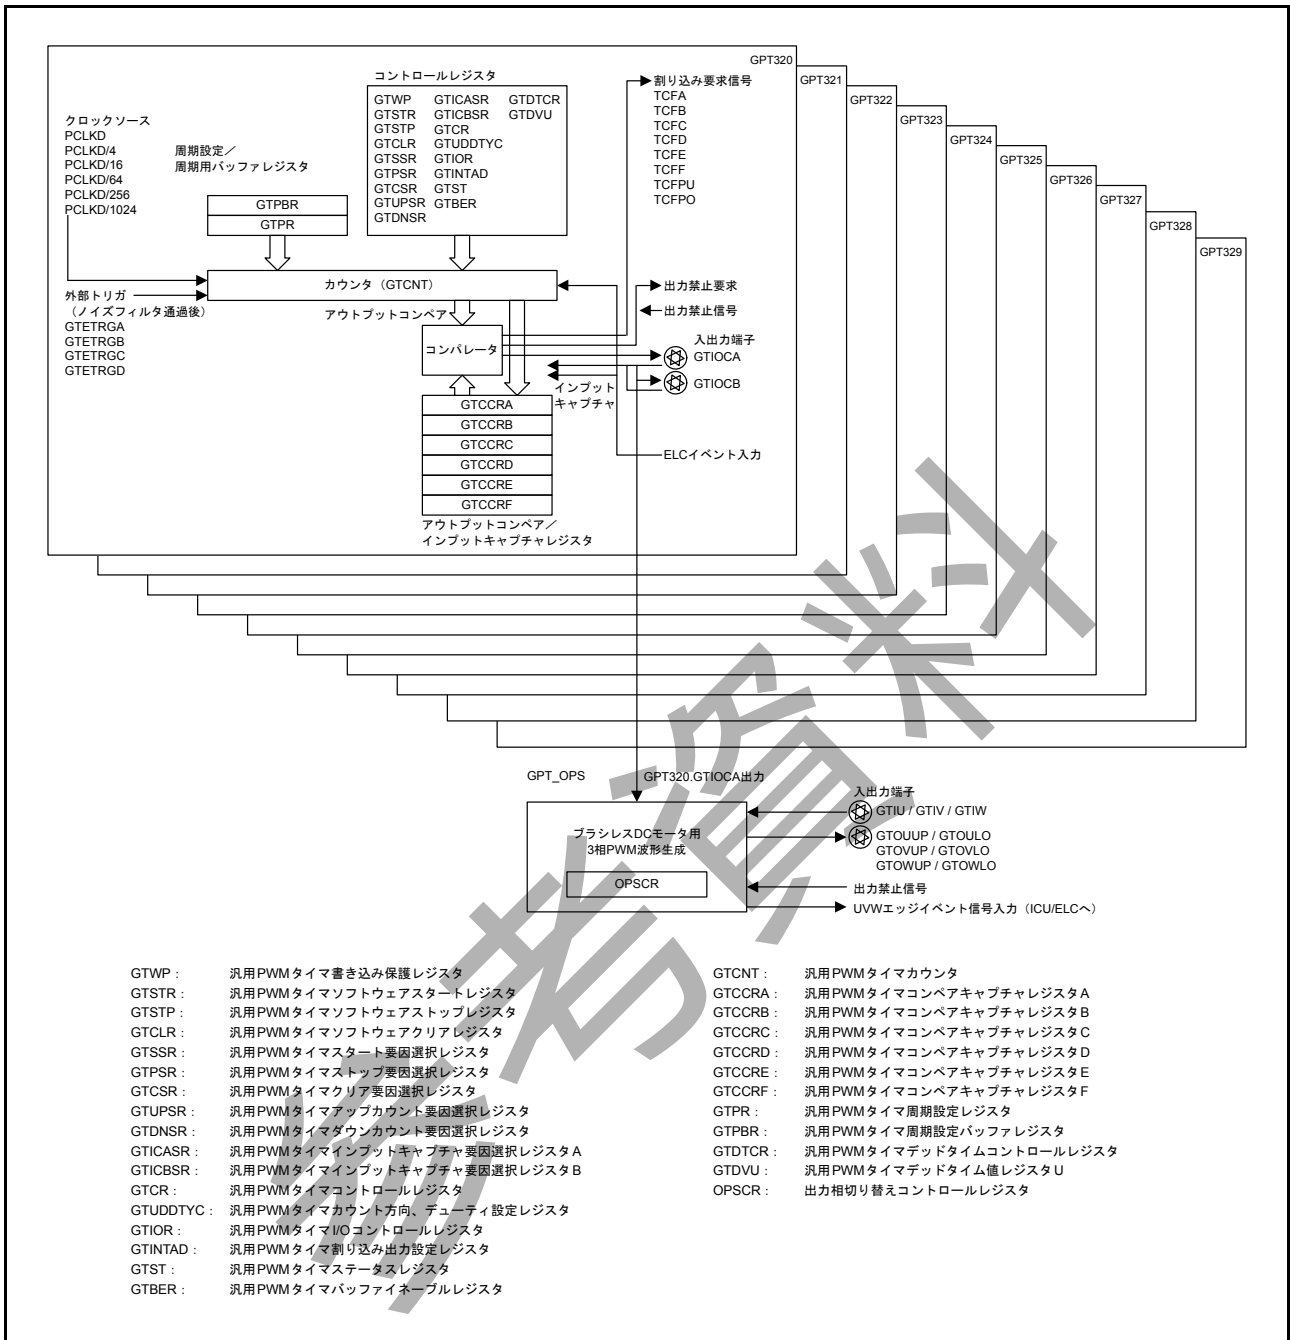 GPT320
GPT321
GPT322
GPT323
GPT324
GPT325
GPT326
GPT327
GPT328
GPT329
コントロールレジスタ
GTWP GTICASR GTDTCR
GTSTR GTICBSR GTDVU
GTSTP GTCR
GTCLR GTUDDTYC
GTSSR GTIOR
GTPSR GTINTAD
GTCSR GTST
GTUPSR GTBER
GTDNSR
割り込み要求信号
TCFA
TCFB
TCFC
TCFD
TCFE
TCFF
TCFPU
TCFPO
クロックソース
PCLKD
PCLKD/4
PCLKD/16
PCLKD/64
PCLKD/256
PCLKD/1024
周期設定／
周期用バッファレジスタ
GTPBR
GTPR
カウンタ（GTCNT）
外部トリガ
（ノイズフィルタ通過後）
GTETRGA
GTETRGB
GTETRGC
GTETRGD
アウトプットコンペア
コンパレータ
出力禁止要求
出力禁止信号
入出力端子
GTIOCA
GTIOCB
インプット
キャプチャ
GTCCRA
GTCCRB
GTCCRC
GTCCRD
GTCCRE
GTCCRF
アウトプットコンペア／
インプットキャプチャレジスタ
ELCイベント入力
GPT_OPS
GPT320.GTIOCA出力
ブラシレスDCモータ用
3相PWM波形生成
OPSCR
入出力端子
GTIU / GTIV / GTIW
GTOUUP / GTOULO
GTOVUP / GTOVLO
GTOWUP / GTOWLO
出力禁止信号
UVWエッジイベント信号入力（ICU/ELCへ）
GTWP： 汎用PWMタイマ書き込み保護レジスタ
GTSTR： 汎用PWMタイマソフトウェアスタートレジスタ
GTSTP： 汎用PWMタイマソフトウェアストップレジスタ
GTCLR： 汎用PWMタイマソフトウェアクリアレジスタ
GTSSR： 汎用PWMタイマスタート要因選択レジスタ
GTPSR： 汎用PWMタイマストップ要因選択レジスタ
GTCSR： 汎用PWMタイマクリア要因選択レジスタ
GTUPSR： 汎用PWMタイマアップカウント要因選択レジスタ
GTDNSR： 汎用PWMタイマダウンカウント要因選択レジスタ
GTICASR： 汎用PWMタイマインプットキャプチャ要因選択レジスタA
GTICBSR： 汎用PWMタイマインプットキャプチャ要因選択レジスタB
GTCR： 汎用PWMタイマコントロールレジスタ
GTUDDTYC： 汎用PWMタイマカウント方向、デューティ設定レジスタ
GTIOR： 汎用PWMタイマI/Oコントロールレジスタ
GTINTAD： 汎用PWMタイマ割り込み出力設定レジスタ
GTST： 汎用PWMタイマステータスレジスタ
GTBER： 汎用PWMタイマバッファイネーブルレジスタ
GTCNT： 汎用PWMタイマカウンタ
GTCCRA： 汎用PWMタイマコンペアキャプチャレジスタA
GTCCRB： 汎用PWMタイマコンペアキャプチャレジスタB
GTCCRC： 汎用PWMタイマコンペアキャプチャレジスタC
GTCCRD： 汎用PWMタイマコンペアキャプチャレジスタD
GTCCRE： 汎用PWMタイマコンペアキャプチャレジスタE
GTCCRF： 汎用PWMタイマコンペアキャプチャレジスタF
GTPR： 汎用PWMタイマ周期設定レジスタ
GTPBR： 汎用PWMタイマ周期設定バッファレジスタ
GTDTCR： 汎用PWMタイマデッドタイムコントロールレジスタ
GTDVU： 汎用PWMタイマデッドタイム値レジスタU
OPSCR： 出力相切り替えコントロールレジスタ
参考資料